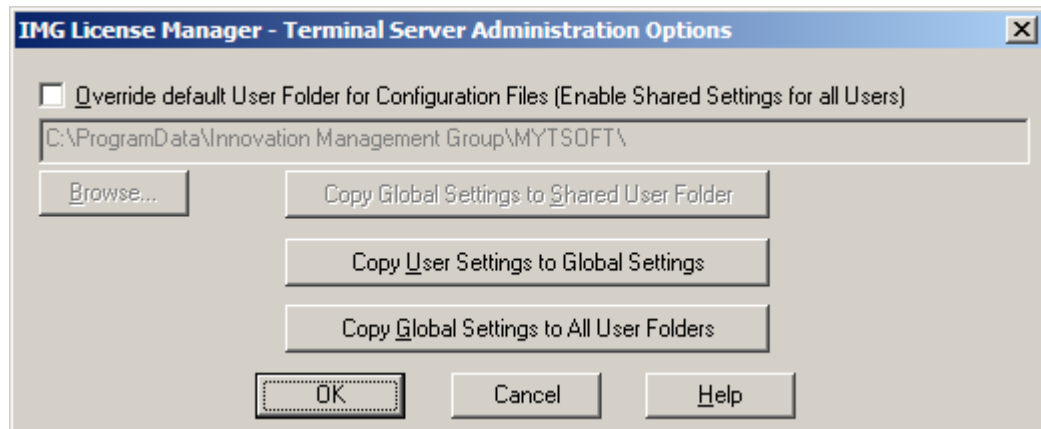 IMG License Manager - Terminal Server Administration Options
Override default User Folder for Configuration Files (Enable Shared Settings for all Users)
C:\ProgramData\Innovation Management Group\MYTSOFT\
Browse...
Copy Global Settings to Shared User Folder
Copy User Settings to Global Settings
Copy Global Settings to All User Folders
OK Cancel Help